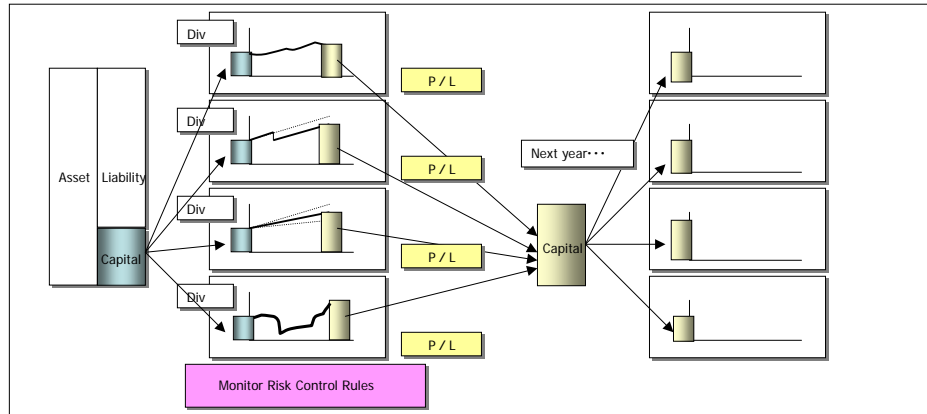 Div
P / L
Div
Next year･･･
P / L
Asset
Liability
Div
Capital
Capital
P / L
Div
P / L
Monitor Risk Control Rules